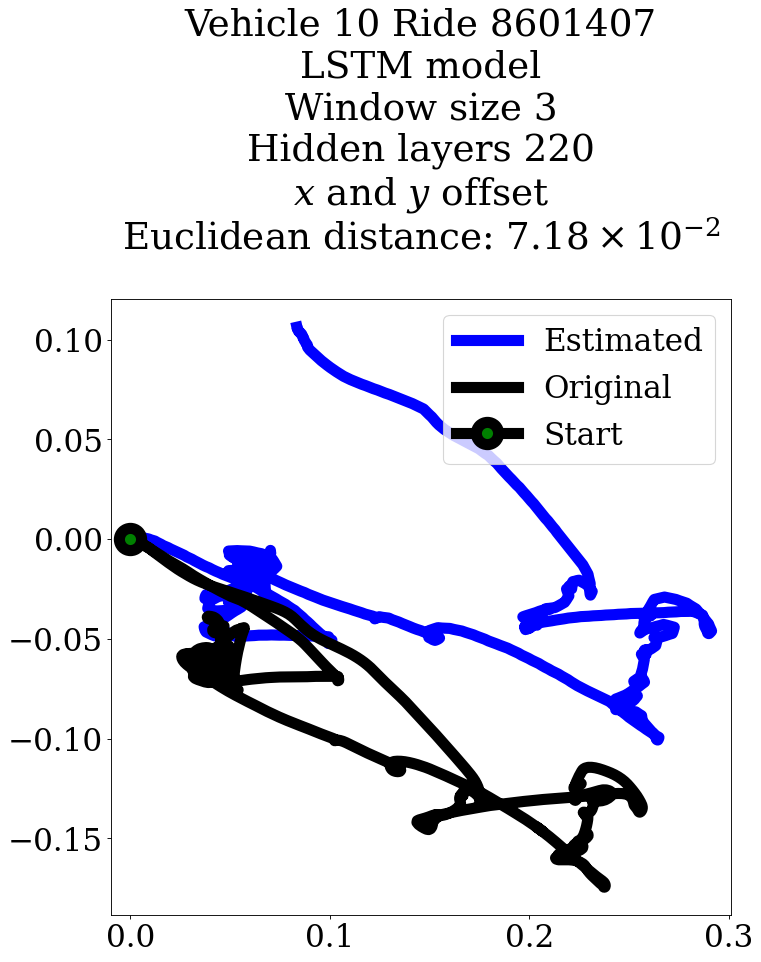 Vehicle 10 Ride 8601407
LSTM model
Window size 3
Hidden layers 220
x and y offset
Euclidean distance: 7.18 × 10⁻²
Estimated
Original
Start
0.10
0.05
0.00
−0.05
−0.10
−0.15
0.0 0.1 0.2 0.3